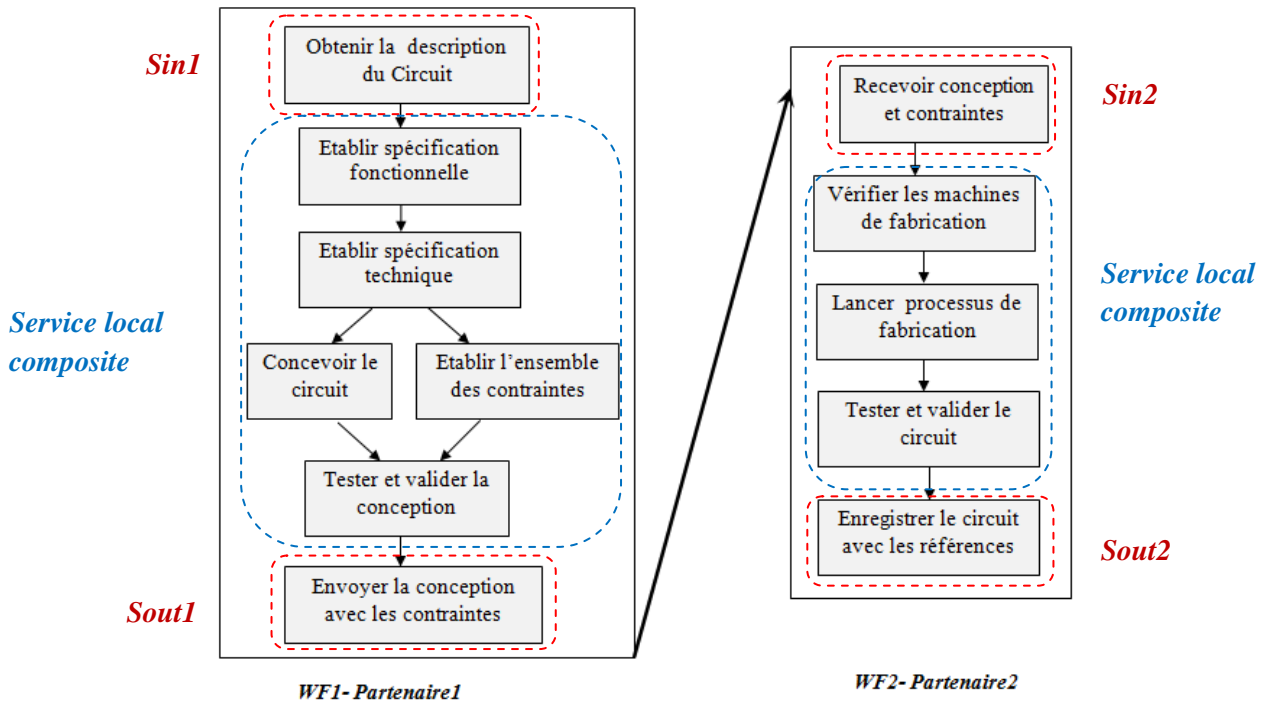 Sin1
Obtenir la description
du Circuit
Etablir spécification
fonctionnelle
Etablir spécification
technique
Service local
composite
Concevoir le
circuit
Etablir l'ensemble
des contraintes
Tester et valider la
conception
Sout1
Envoyer la conception
avec les contraintes
WF1- Partenaire1
Recevoir conception
et contraintes
Sin2
Vérifier les machines
de fabrication
Service local
composite
Lancer processus de
fabrication
Tester et valider le
circuit
Enregistrer le circuit
avec les références
Sout2
WF2- Partenaire2